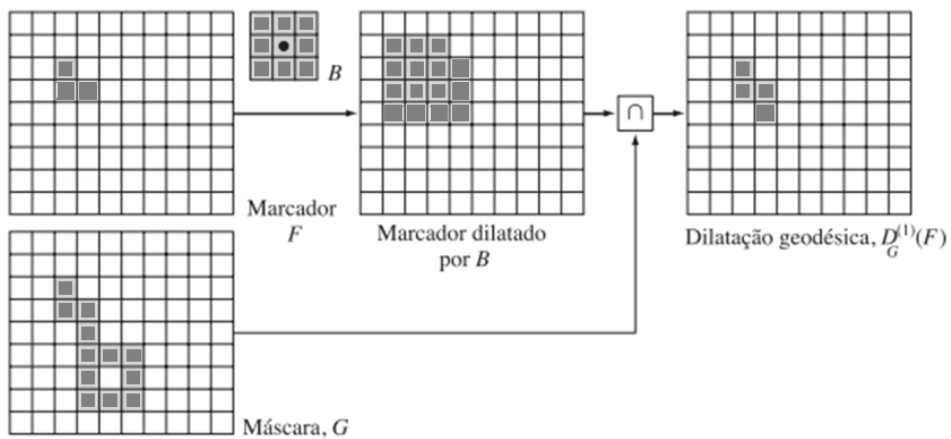 B
∩
Marcador
F
Marcador dilatado
por B
Dilatação geodésica, D_G^(1)(F)
Máscara, G